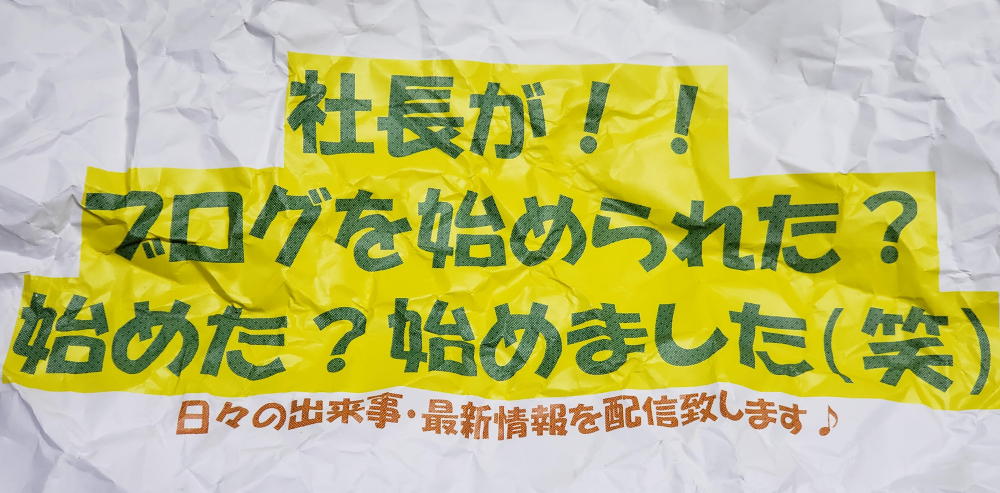 社長が！！
ブログを始められた？
始めた？始めました(笑)
日々の出来事・最新情報を配信致します♪